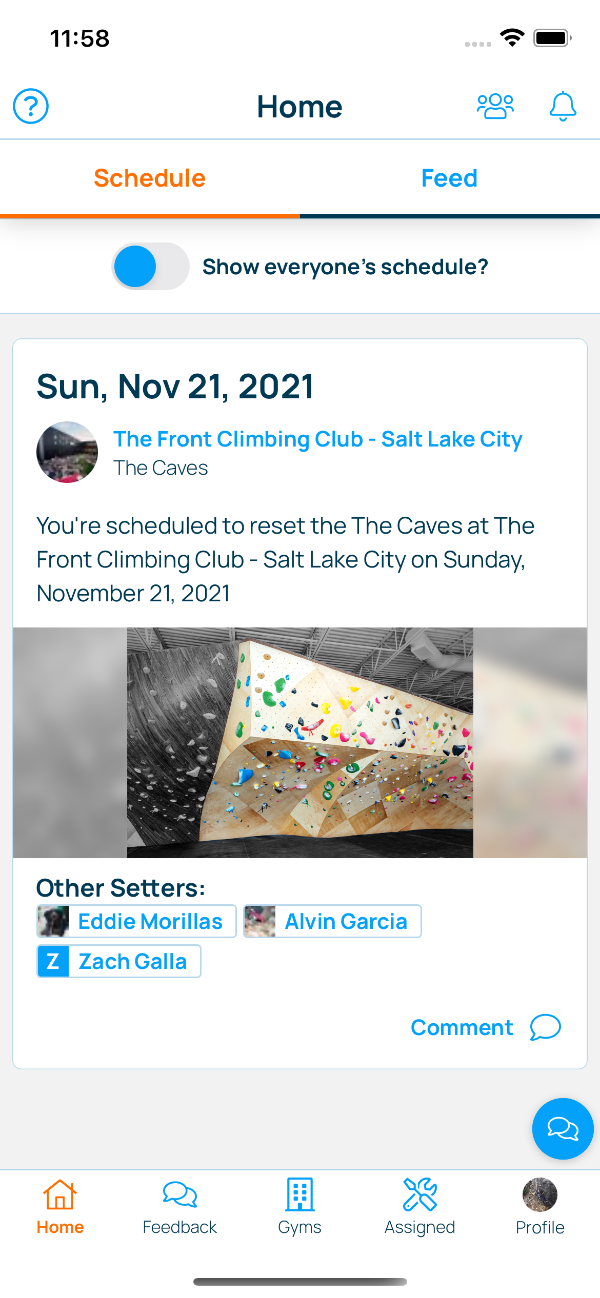 11:58
?
Home
Schedule
Feed
Show everyone's schedule?
Sun, Nov 21, 2021
The Front Climbing Club - Salt Lake City
The Caves
You're scheduled to reset the The Caves at The
Front Climbing Club - Salt Lake City on Sunday,
November 21, 2021
Other Setters:
Eddie Morillas
Alvin Garcia
Z Zach Galla
Comment
Home
Feedback
Gyms
Assigned
Profile